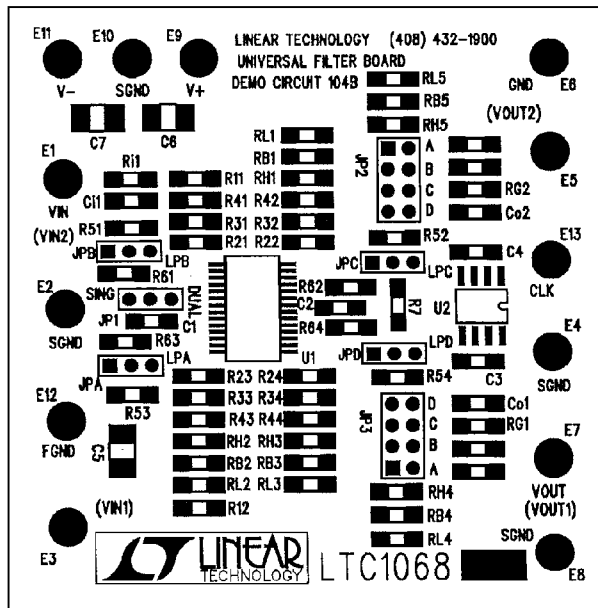 E11 E10 E9 LINEAR TECHNOLOGY (408) 432-1900
UNIVERSAL FILTER BOARD
DEMO CIRCUIT 104B
V- SGND V+ GND E6
RL5
RB5
RH5
(VOUT2)
C7 C6
RL1
RB1
RH1
E1 Ri1 R11 JP2 A
B
C
D
RG2 E5
Ci1 R41 R42 Co2
VIN R51 R31 R32 R52
(VIN2) JPB LPB R21 R22 C4 E13
R61 JPC LPC
E2 SING DUAL R62 R7 U2 CLK
C2
SGND JP1 C1 R64 E4
R63
LPA U1 JPD LPD C3
JPA R23 R24 R54 SGND
E12 R53 R33 R34 JP3 D Co1
R43 R44 C RG1
FGND RH2 RH3 B E7
C5 RB2 RB3 A
RL2 RL3 RH4 VOUT
(VIN1) R12 RB4 (VOUT1)
E3 RL4 SGND
LINEAR
TECHNOLOGY LTC1068 E8